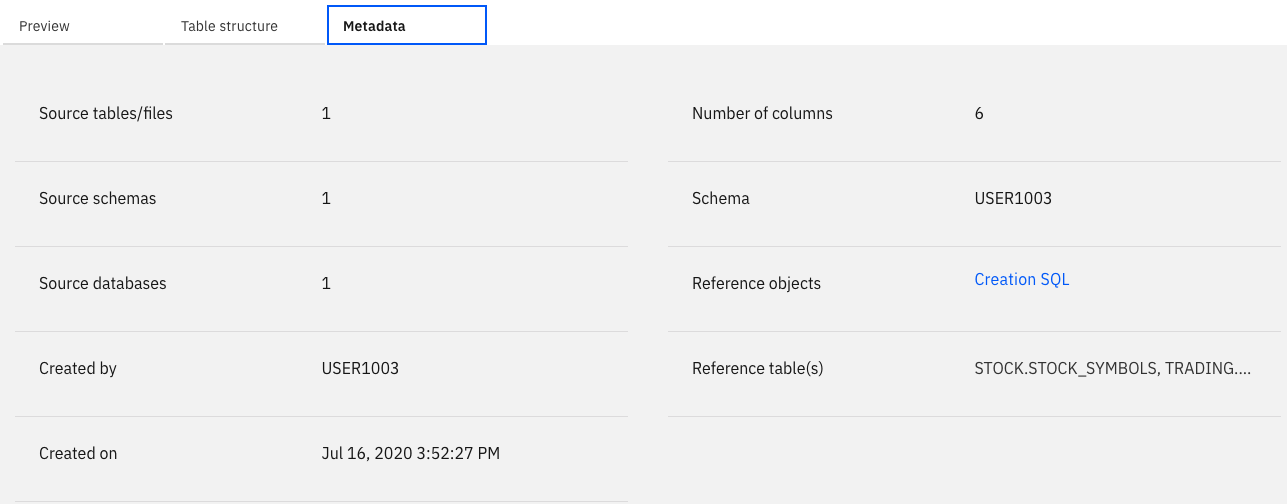 Preview Table structure Metadata
Source tables/files 1 Number of columns 6
Source schemas 1 Schema USER1003
Source databases 1 Reference objects Creation SQL
Created by USER1003 Reference table(s) STOCK.STOCK_SYMBOLS, TRADING....
Created on Jul 16, 2020 3:52:27 PM